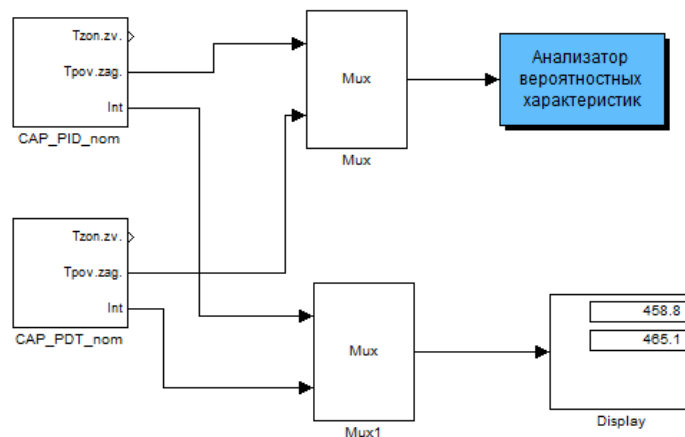 Tzon.zv.
Tpov.zag.
Int
CAP_PID_nom
Mux
Mux
Анализатор
вероятностных
характеристик
Tzon.zv.
Tpov.zag.
Int
CAP_PDT_nom
Mux
Mux1
458.8
465.1
Display